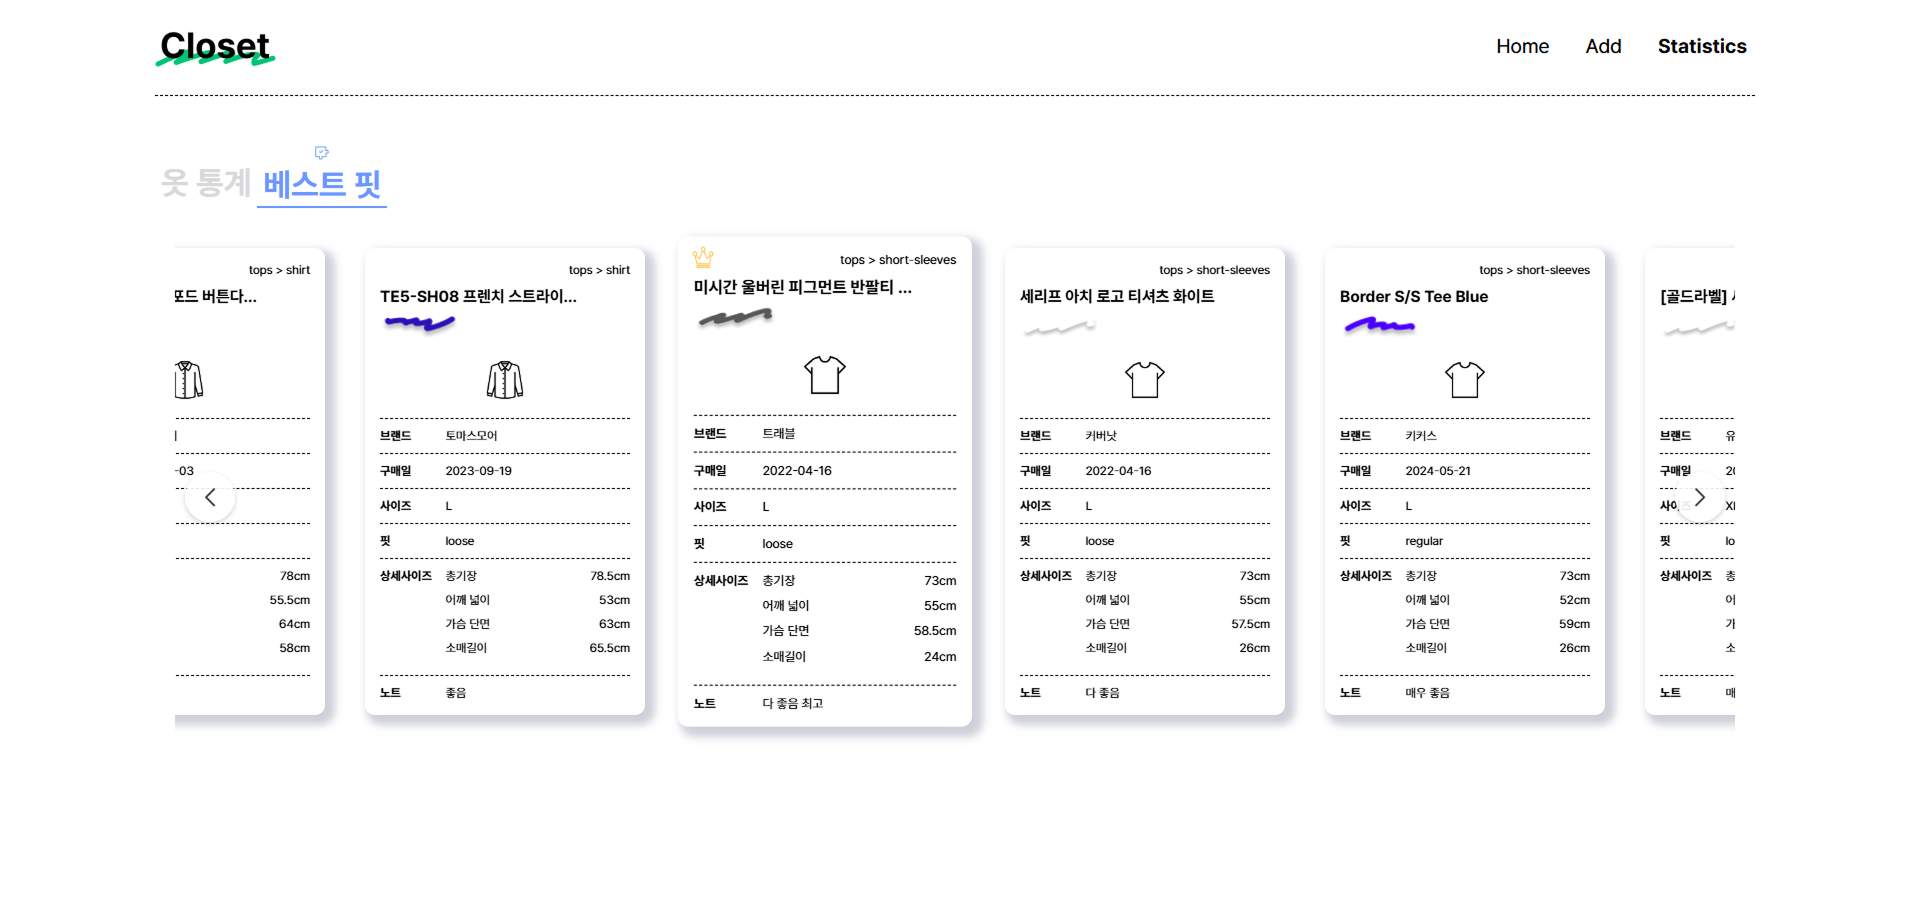 Closet
Home Add Statistics
옷 통계 베스트 핏
tops > shirt
포드 버튼다...
-03
78cm
55.5cm
64cm
58cm
tops > shirt
TE5-SH08 프렌치 스트라이...
브랜드 토마스모어
구매일 2023-09-19
사이즈 L
핏 loose
상세사이즈 총기장 78.5cm
어깨 넓이 53cm
가슴 단면 63cm
소매길이 65.5cm
노트 좋음
tops > short-sleeves
미시간 울버린 피그먼트 반팔티 ...
브랜드 트래블
구매일 2022-04-16
사이즈 L
핏 loose
상세사이즈 총기장 73cm
어깨 넓이 55cm
가슴 단면 58.5cm
소매길이 24cm
노트 다 좋음 최고
tops > short-sleeves
세리프 아치 로고 티셔츠 화이트
브랜드 커버낫
구매일 2022-04-16
사이즈 L
핏 loose
상세사이즈 총기장 73cm
어깨 넓이 55cm
가슴 단면 57.5cm
소매길이 26cm
노트 다 좋음
tops > short-sleeves
Border S/S Tee Blue
브랜드 키커스
구매일 2024-05-21
사이즈 L
핏 regular
상세사이즈 총기장 73cm
어깨 넓이 52cm
가슴 단면 59cm
소매길이 26cm
노트 매우 좋음
[골드라벨]
브랜드 유
구매일 20
사이즈
핏 lo
상세사이즈 총
어
가
소
노트 매